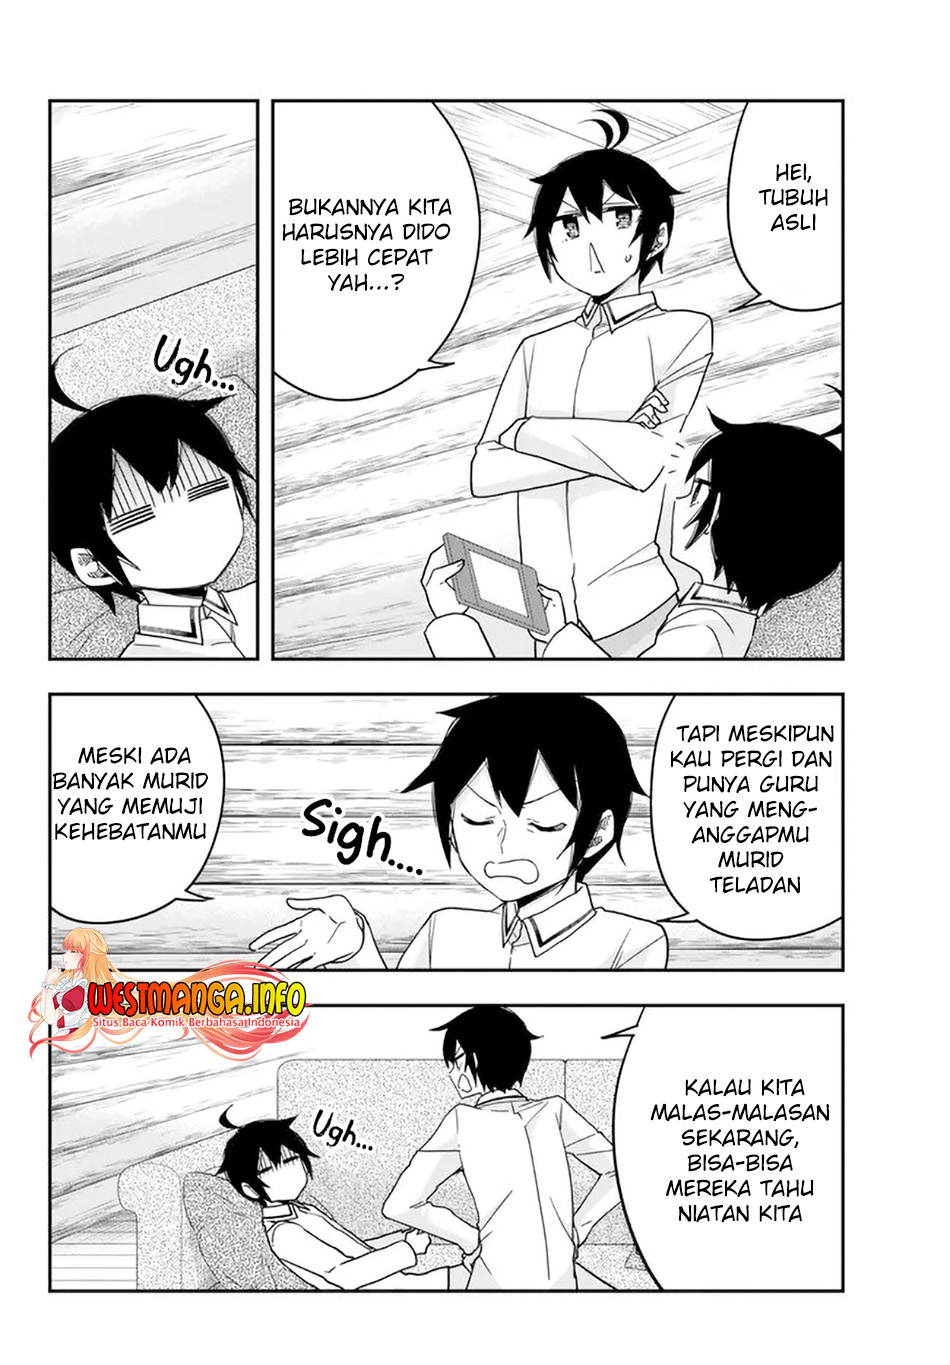 HEI,
TUBUH
ASLI
BUKANNYA KITA
HARUSNYA DIDO
LEBIH CEPAT
YAH...?
Ugh...
TAPI MESKIPUN
KAU PERGI DAN
PUNYA GURU
YANG MENG-
ANGGAPMU
MURID
TELADAN
Sigh....
MESKI ADA
BANYAK MURID
YANG MEMUJI
KEHEBATANMU
WESTMANGA.INFO
Situs Baca Komik Berbahasa Indonesia
KALAU KITA
MALAS-MALASAN
SEKARANG,
BISA-BISA
MEREKA TAHU
NIATAN KITA
Ugh...